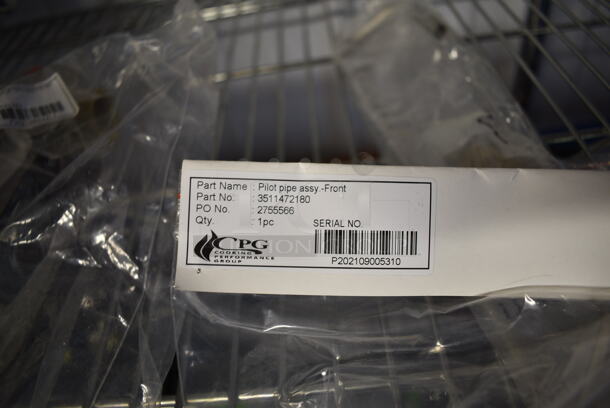 Part Name : Pilot pipe assy.-Front
Part No. : 3511472180
PO No. : 2755566
Qty. : 1pc
SERIAL NO
CPG
COOKING
PERFORMANCE
GROUP
P202109005310